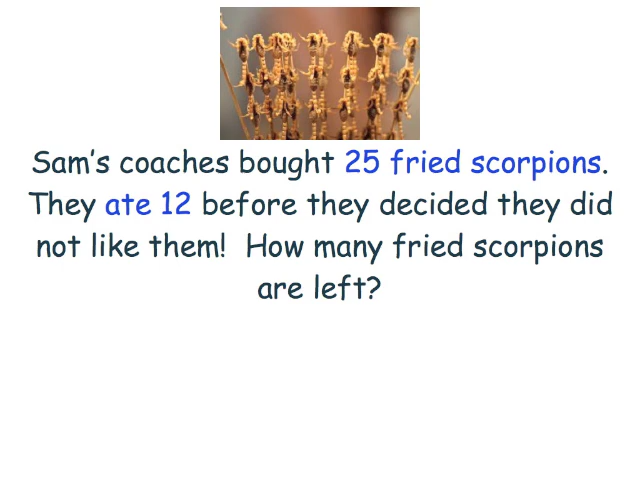 Sam's coaches bought 25 fried scorpions.
They ate 12 before they decided they did
not like them!  How many fried scorpions
are left?